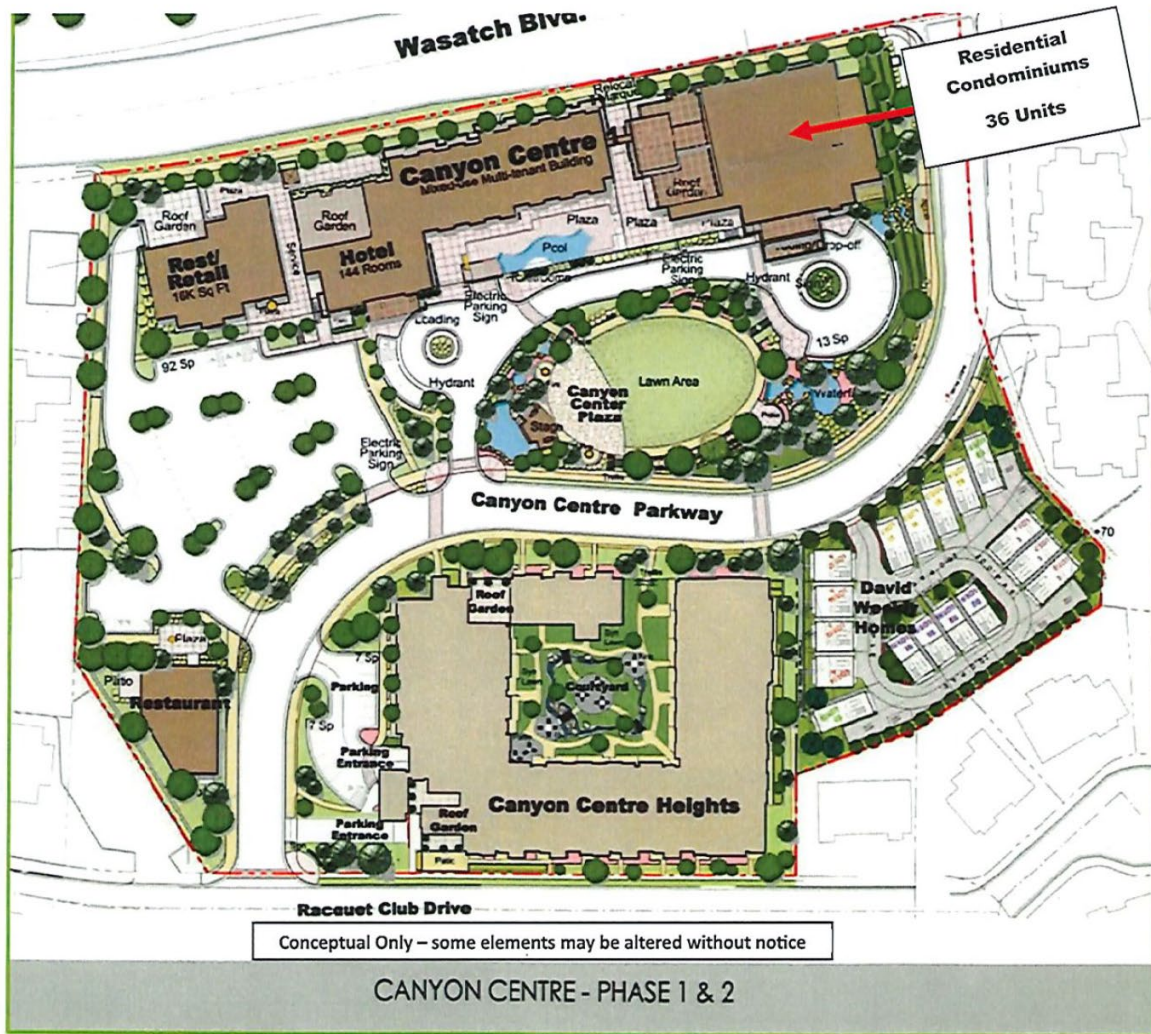 Wasatch Blvd.
Residential
Condominiums
36 Units
Canyon Centre
Mixed-use Multi-tenant Building
Plaza
Roof
Garden
Roof
Garden
Service
Roof
Garden
Plaza
Plaza
Plaza
Pool
Rest/
Retail
16K Sq Ft
Hotel
144 Rooms
Electric
Parking
Sign
Electric
Parking
Sign
Hydrant
Loading
Hydrant
92 Sp
13 Sp
Lawn Area
Canyon
Center
Plaza
Stage
Electric
Parking
Sign
Canyon Centre Parkway
+70
David
Homes
Roof
Garden
Courtyard
Plaza
Restaurant
7 Sp
Parking
7 Sp
Parking
Entrance
Parking
Entrance
Canyon Centre Heights
Roof
Garden
Patio
Racquet Club Drive
Conceptual Only – some elements may be altered without notice
CANYON CENTRE - PHASE 1 & 2